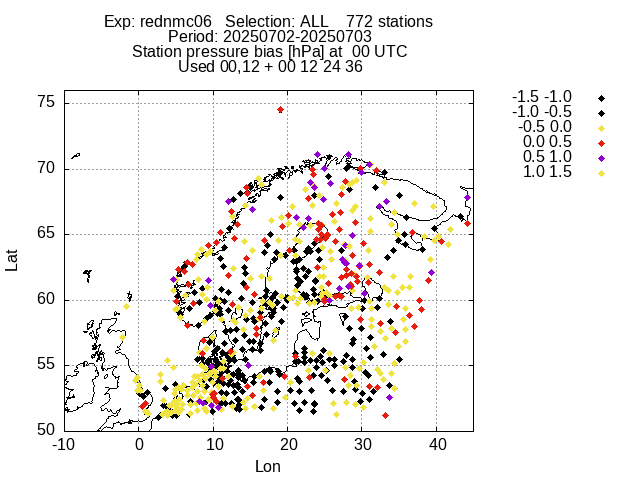 Exp: rednmc06 Selection: ALL 772 stations
Period: 20250702-20250703
Station pressure bias [hPa] at 00 UTC
Used 00,12 + 00 12 24 36
-1.5 -1.0
-1.0 -0.5
-0.5 0.0
0.0 0.5
0.5 1.0
1.0 1.5
75
70
65
60
55
50
Lat
-10 0 10 20 30 40
Lon